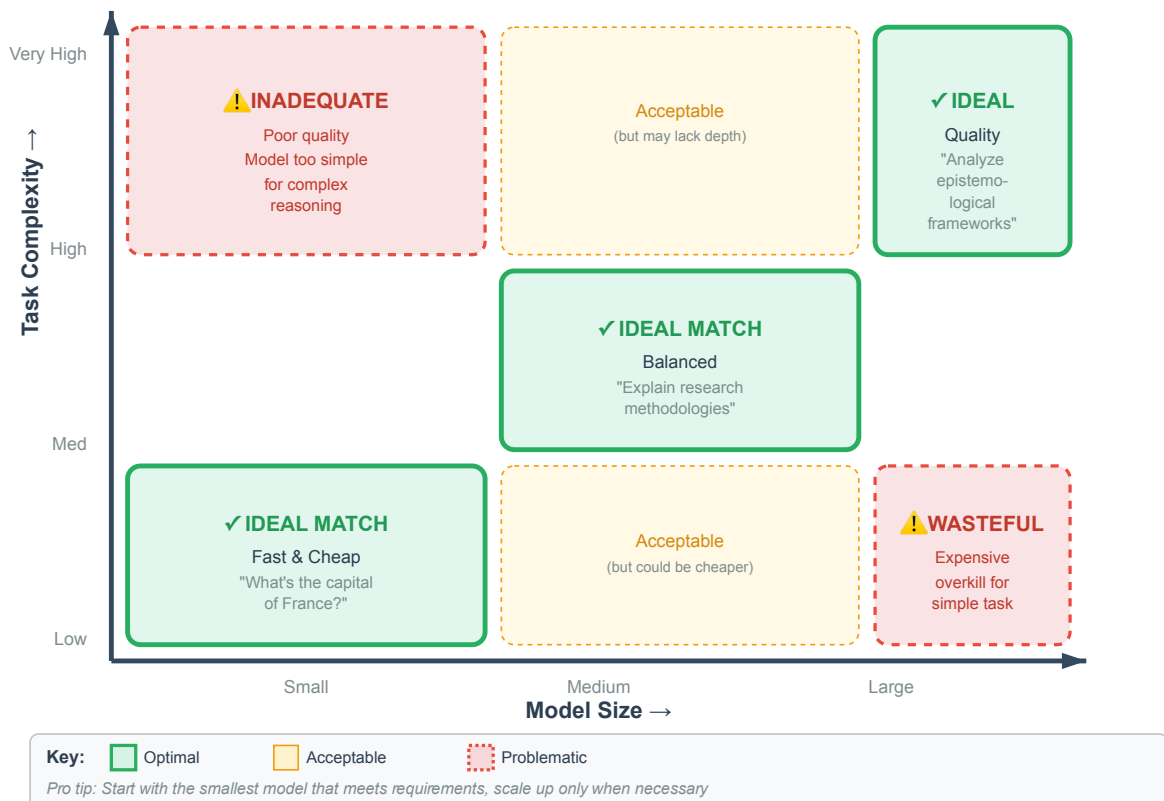 Very High
⚠️INADEQUATE
Poor quality
Model too simple
for complex
reasoning
Acceptable
(but may lack depth)
✓ IDEAL
Quality
"Analyze
epistemo-
logical
frameworks"
Task Complexity →
High
✓ IDEAL MATCH
Balanced
"Explain research
methodologies"
Med
✓ IDEAL MATCH
Fast & Cheap
"What's the capital
of France?"
Acceptable
(but could be cheaper)
⚠️WASTEFUL
Expensive
overkill for
simple task
Low
Small Medium Large
Model Size →
Key: Optimal Acceptable Problematic
Pro tip: Start with the smallest model that meets requirements, scale up only when necessary